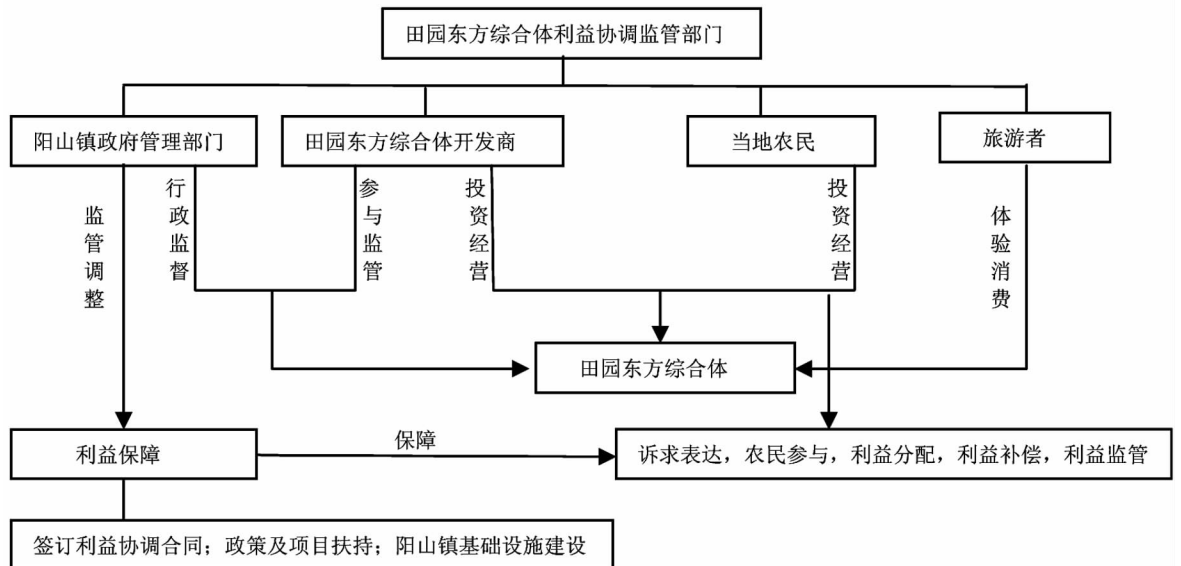 田园东方综合体利益协调监管部门
阳山镇政府管理部门
田园东方综合体开发商
当地农民
旅游者
监管调整
行政监督
参与监管
投资经营
投资经营
体验消费
田园东方综合体
利益保障
保障
诉求表达，农民参与，利益分配，利益补偿，利益监管
签订利益协调合同；政策及项目扶持；阳山镇基础设施建设